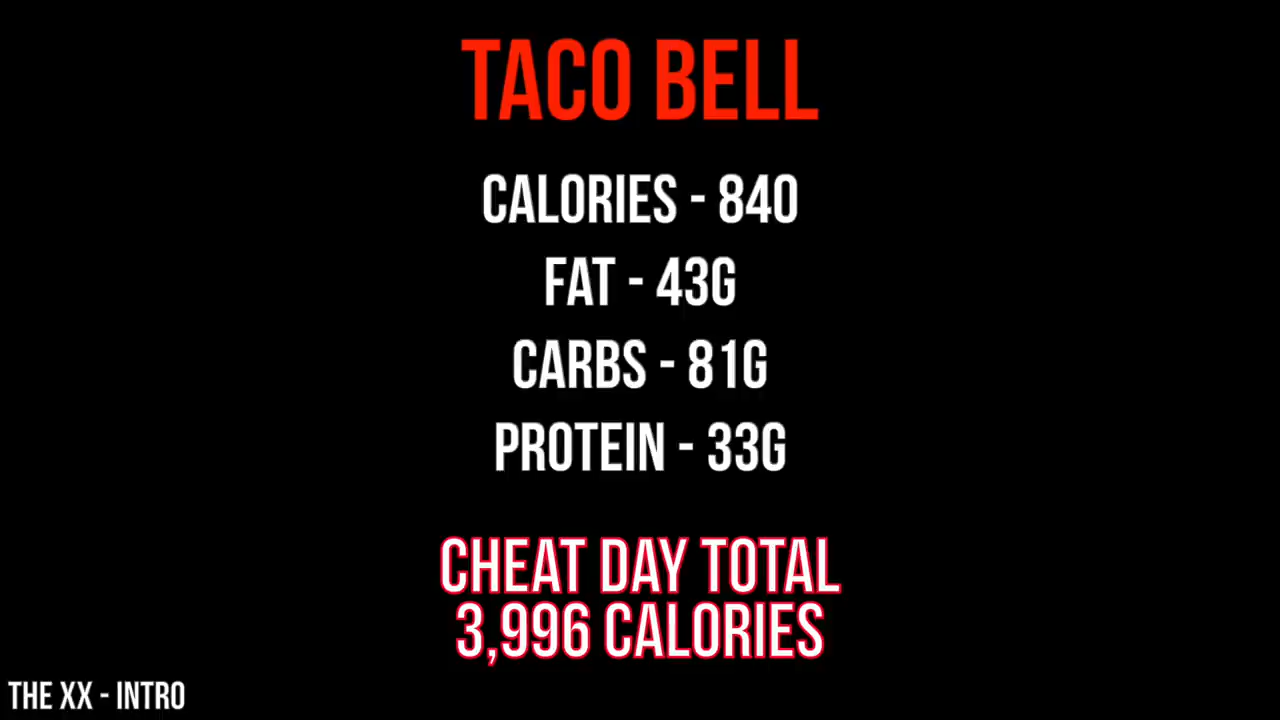 TACO BELL
CALORIES - 840
FAT - 43G
CARBS - 81G
PROTEIN - 33G
CHEAT DAY TOTAL
3,996 CALORIES
THE XX - INTRO